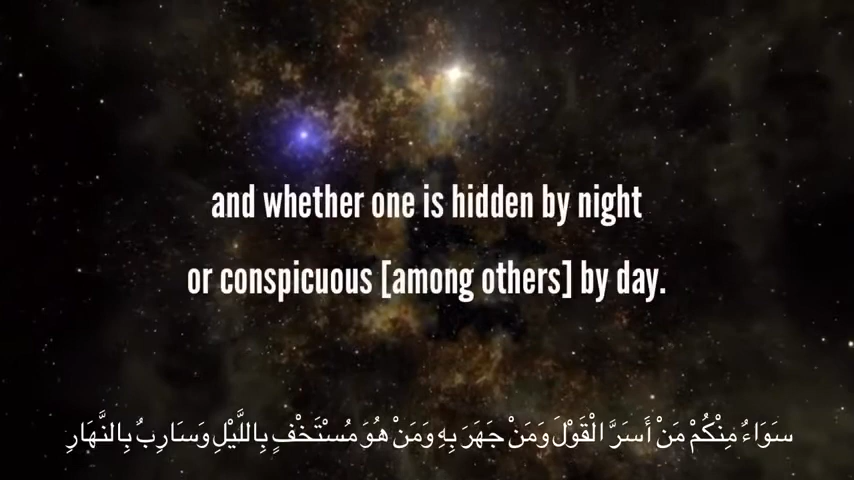 and whether one is hidden by night
or conspicuous [among others] by day.
سَوَاءٌ مِنْكُمْ مَنْ أَسَرَّ الْقَوْلَ وَمَنْ جَهَرَ بِهِ وَمَنْ هُوَ مُسْتَخْفٍ بِاللَّيْلِ وَسَارِبٌ بِالنَّهَارِ